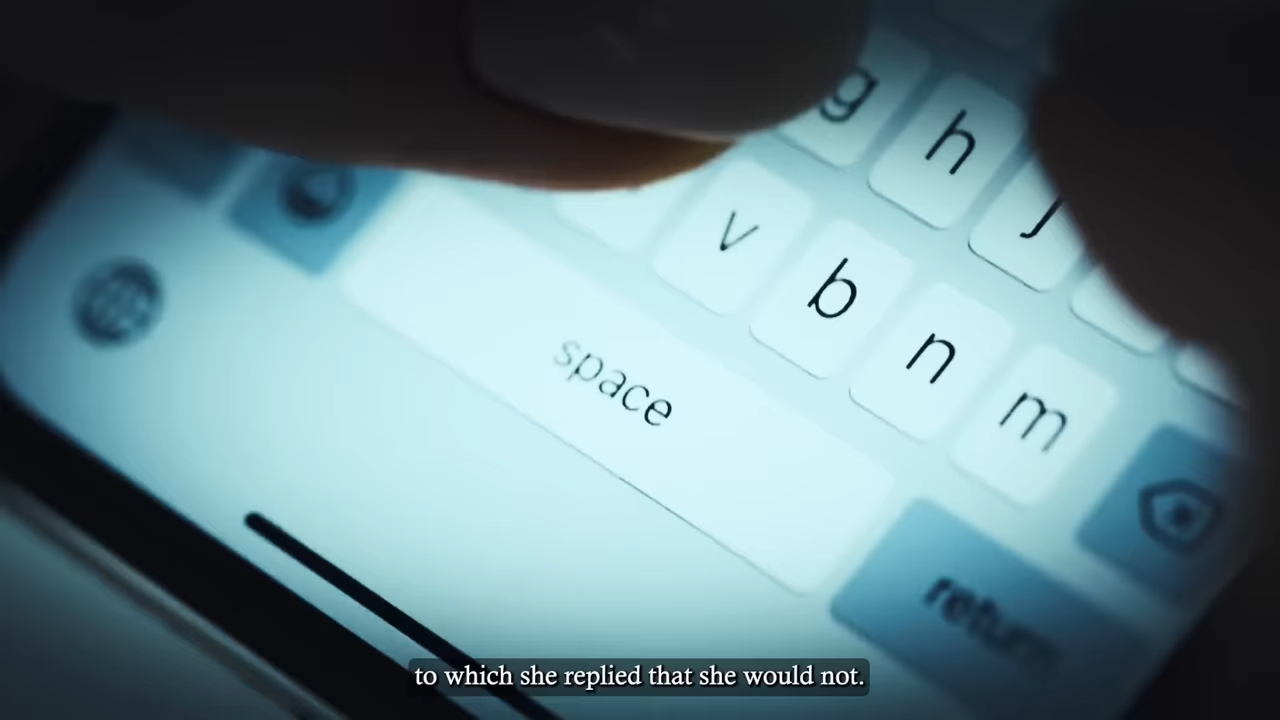 g
h
j
v
b
n
m
space
return
to which she replied that she would not.